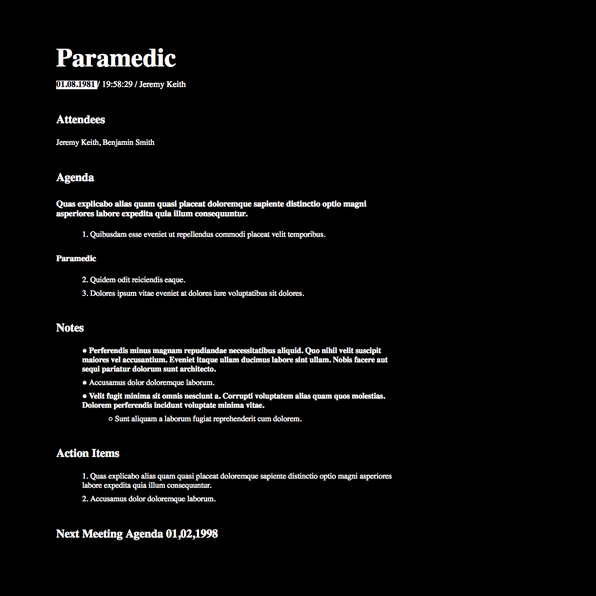 Paramedic
01.08.1981 / 19:58:29 / Jeremy Keith
Attendees
Jeremy Keith, Benjamin Smith
Agenda
Quas explicabo alias quam quasi placeat doloremque sapiente distinctio optio magni
asperiores labore expedita quia illum consequuntur.
1. Quibusdam esse eveniet ut repellendus commodi placeat velit temporibus.
Paramedic
2. Quidem odit reiciendis eaque.
3. Dolores ipsum vitae eveniet at dolores iure voluptatibus sit dolores.
Notes
● Perferendis minus magnam repudiandae necessitatibus aliquid. Quo nihil velit suscipit
maiores vel accusantium. Eveniet itaque ullam ducimus labore sint ullam. Nobis facere aut
sequi pariatur dolorum sunt architecto.
● Accusamus dolor doloremque laborum.
● Velit fugit minima sit omnis nesciunt a. Corrupti voluptatem alias quam quos molestias.
Dolorem perferendis incidunt voluptate minima vitae.
○ Sunt aliquam a laborum fugiat reprehenderit cum dolorem.
Action Items
1. Quas explicabo alias quam quasi placeat doloremque sapiente distinctio optio magni asperiores
labore expedita quia illum consequuntur.
2. Accusamus dolor doloremque laborum.
Next Meeting Agenda 01,02,1998